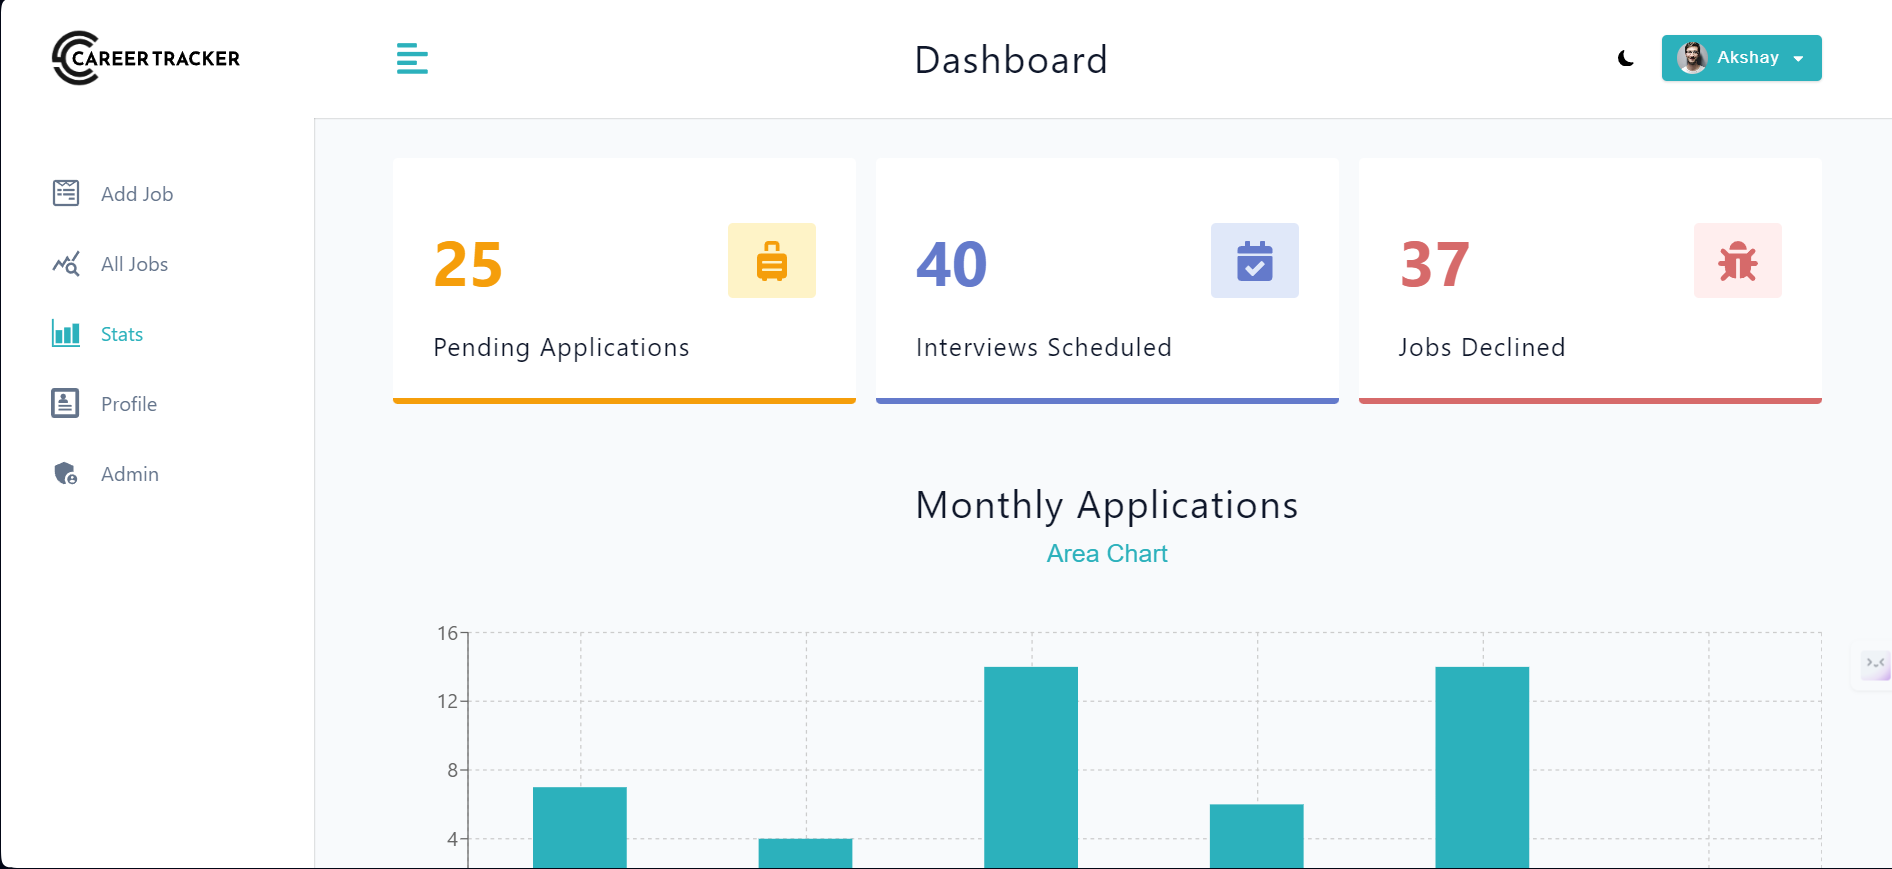 CAREER TRACKER
Dashboard
Akshay
Add Job
All Jobs
Stats
Profile
Admin
25
Pending Applications
40
Interviews Scheduled
37
Jobs Declined
Monthly Applications
Area Chart
16
12
8
4